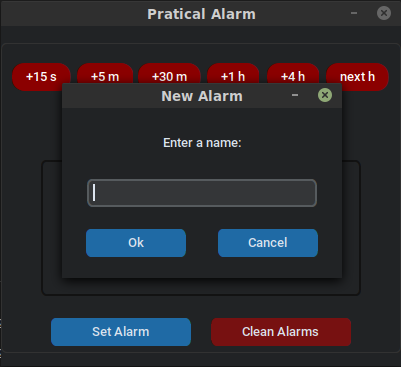 Pratical Alarm
+15 s
+5 m
+30 m
+1 h
+4 h
next h
New Alarm
Enter a name:
Ok
Cancel
Set Alarm
Clean Alarms